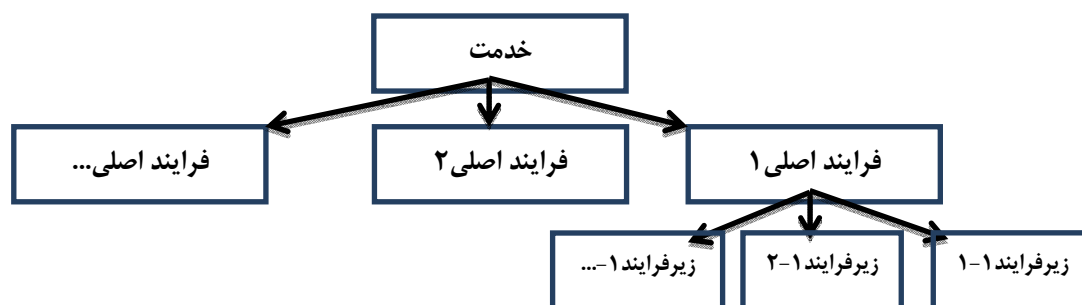 خدمت
فرایند اصلی۱
فرایند اصلی۲
فرایند اصلی...
زیرفرایند۱-۱
زیرفرایند۱-۲
زیرفرایند۱-...